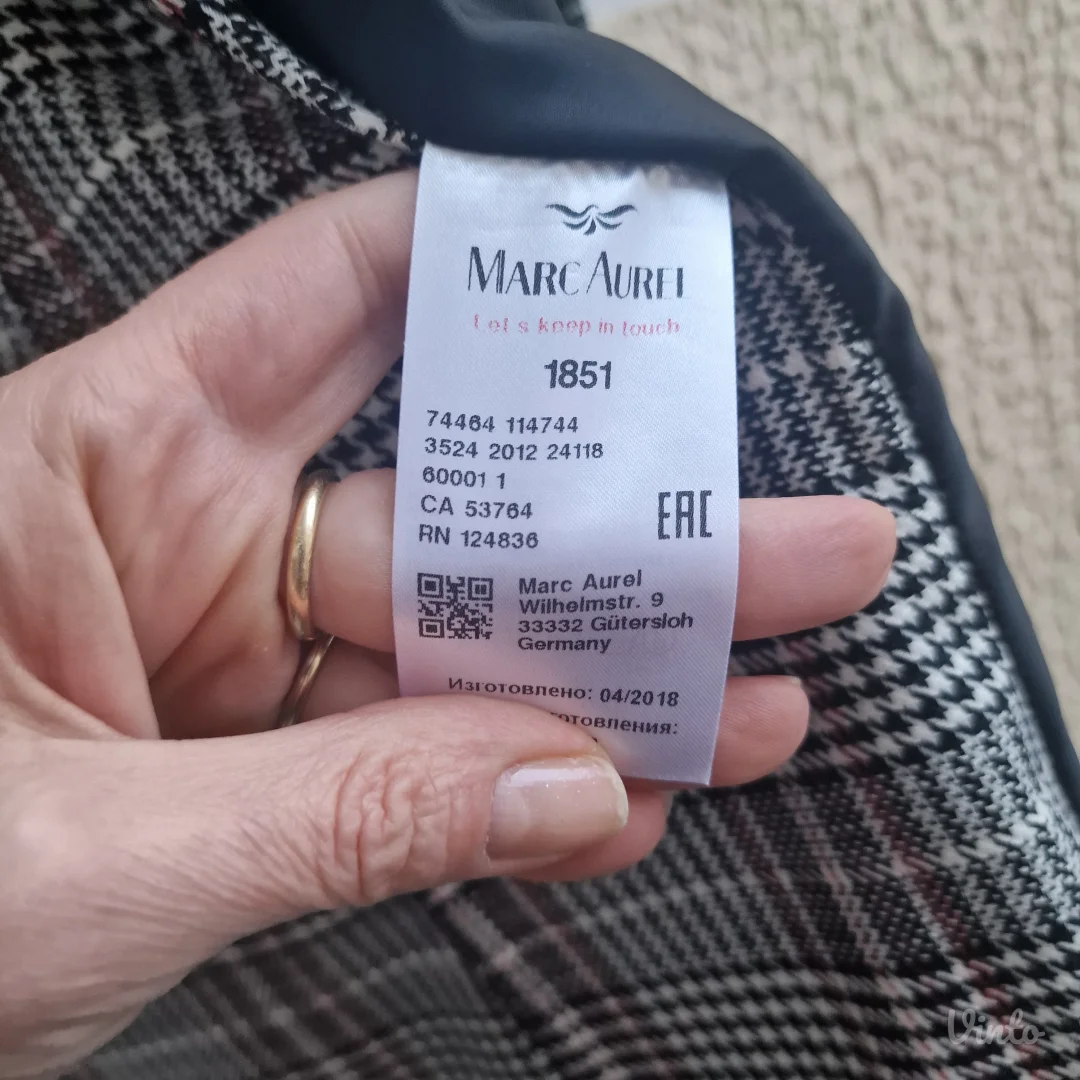 MARC AUREL
Let's keep in touch
1851
74464 114744
3524 2012 24118
60001 1
CA 53764
RN 124836
EAC
Marc Aurel
Wilhelmstr. 9
33332 Gütersloh
Germany
Изготовлено: 04/2018
Vinto